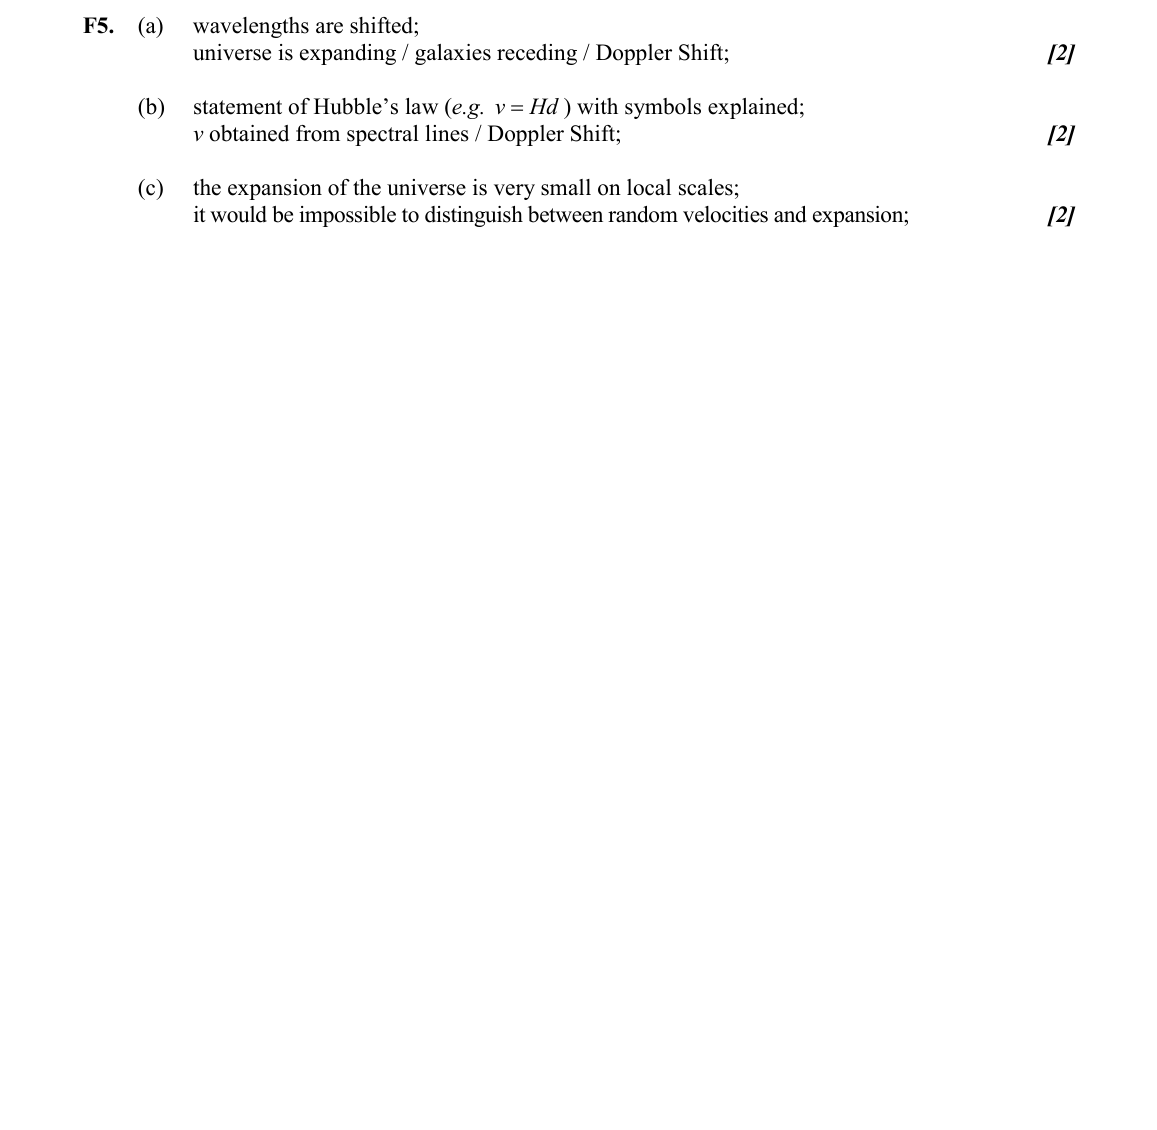 F5. (a) wavelengths are shifted;
universe is expanding / galaxies receding / Doppler Shift; [2]
(b) statement of Hubble’s law (e.g. v = Hd ) with symbols explained;
v obtained from spectral lines / Doppler Shift; [2]
(c) the expansion of the universe is very small on local scales;
it would be impossible to distinguish between random velocities and expansion; [2]